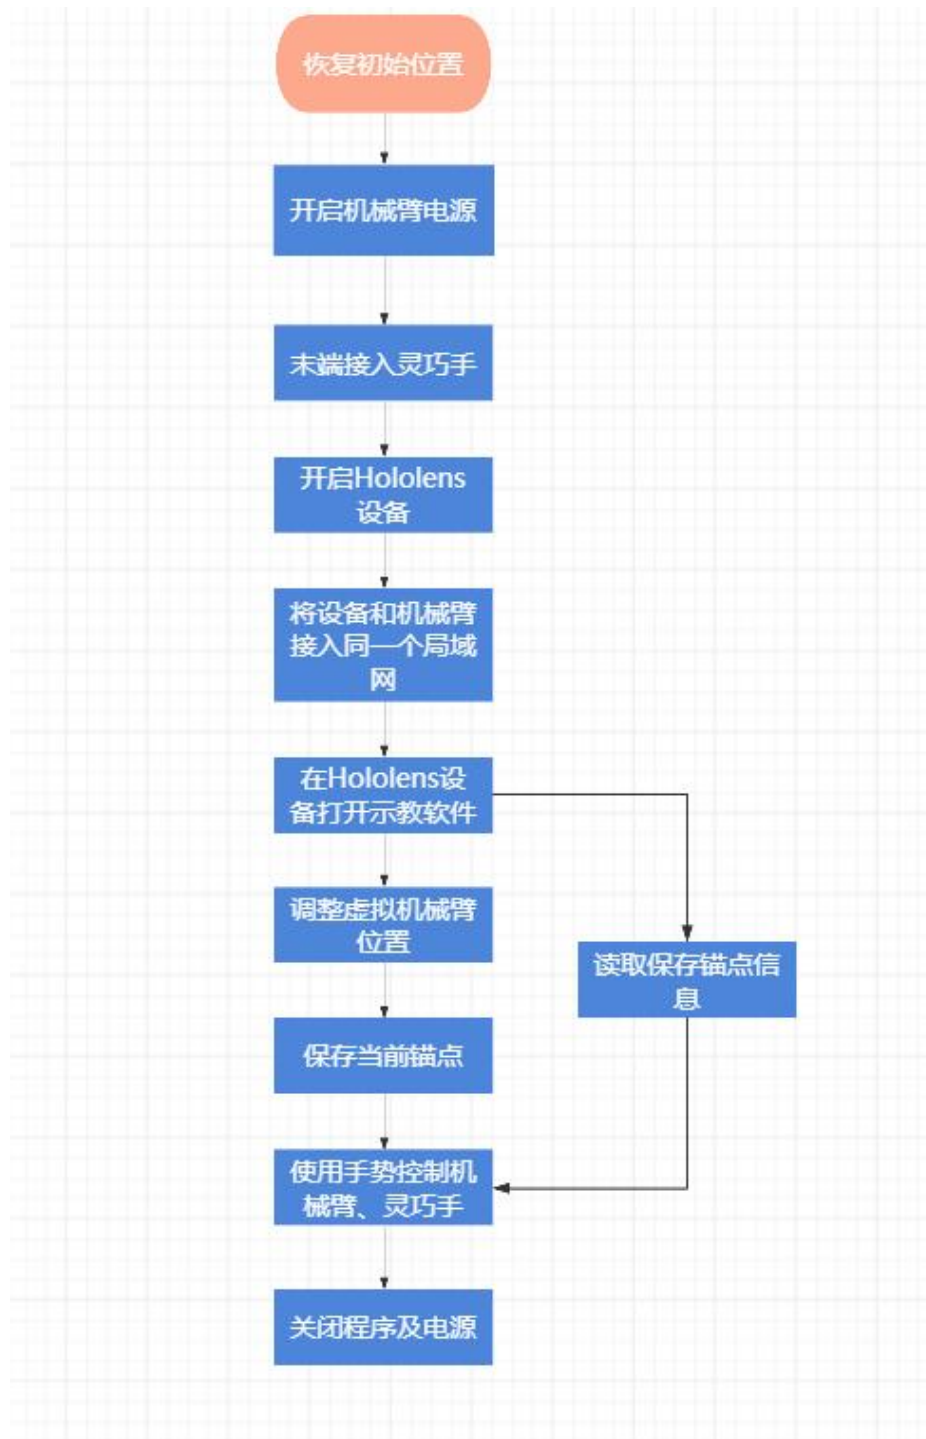 恢复初始位置
开启机械臂电源
末端接入灵巧手
开启Hololens
设备
将设备和机械臂
接入同一个局域
网
在Hololens设
备打开示教软件
调整虚拟机械臂
位置
读取保存锚点信
息
保存当前锚点
使用手势控制机
械臂、灵巧手
关闭程序及电源